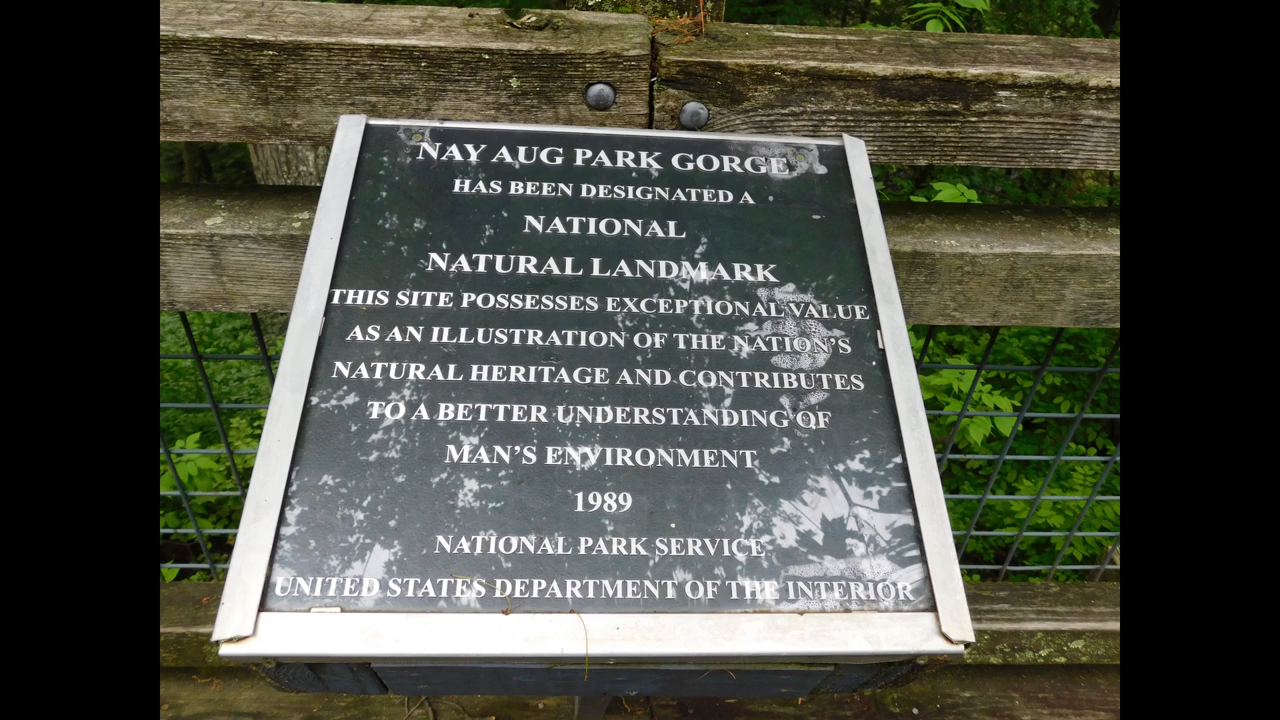 NAY AUG PARK GORGE
HAS BEEN DESIGNATED A
NATIONAL
NATURAL LANDMARK
THIS SITE POSSESSES EXCEPTIONAL VALUE
AS AN ILLUSTRATION OF THE NATION'S
NATURAL HERITAGE AND CONTRIBUTES
TO A BETTER UNDERSTANDING OF
MAN'S ENVIRONMENT
1989
NATIONAL PARK SERVICE
UNITED STATES DEPARTMENT OF THE INTERIOR